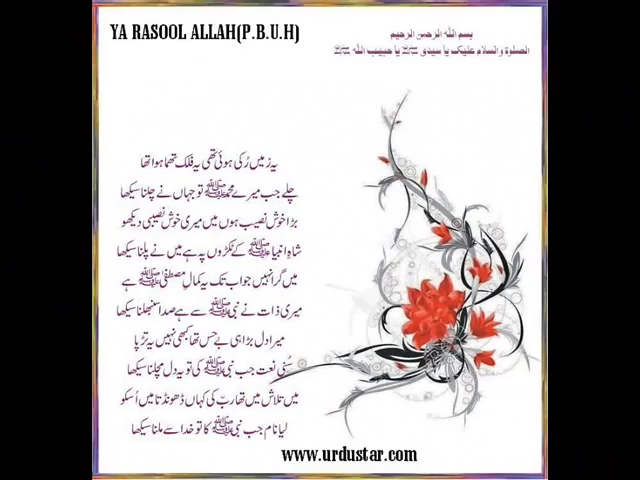 YA RASOOL ALLAH(P.B.U.H)
بسم الله الرحمن الرحیم
الصلوۃ والسلام علیک یا سیدی ﷺ یا حبیب الله ﷺ
یہ زمیں رُکی ہوئی تھی یہ فلک تھما ہوا تھا
چلے جب میرے محمد ﷺ تو جہاں نے چلنا سیکھا
بڑا خوش نصیب ہوں میں میری خوش نصیبی دیکھو
شاہِ انبیا ﷺ کے ٹکڑوں پہ ہے میں نے پلنا سیکھا
میں گرا نہیں جو اب تک یہ کمالِ مصطفٰی ﷺ ہے
میری ذات نے نبی ﷺ سے ہے صدا سنبھلنا سیکھا
میرا دل بڑا ہی بے حس تھا کبھی نہیں یہ تڑپا
سُنی نعت جب نبی ﷺ کی تو یہ دل مچلنا سیکھا
میں تلاش میں تھا ربّ کی کہاں ڈھونڈتا میں اُسکو
لیا نام جب نبی ﷺ کا تو خدا سے ملنا سیکھا
www.urdustar.com